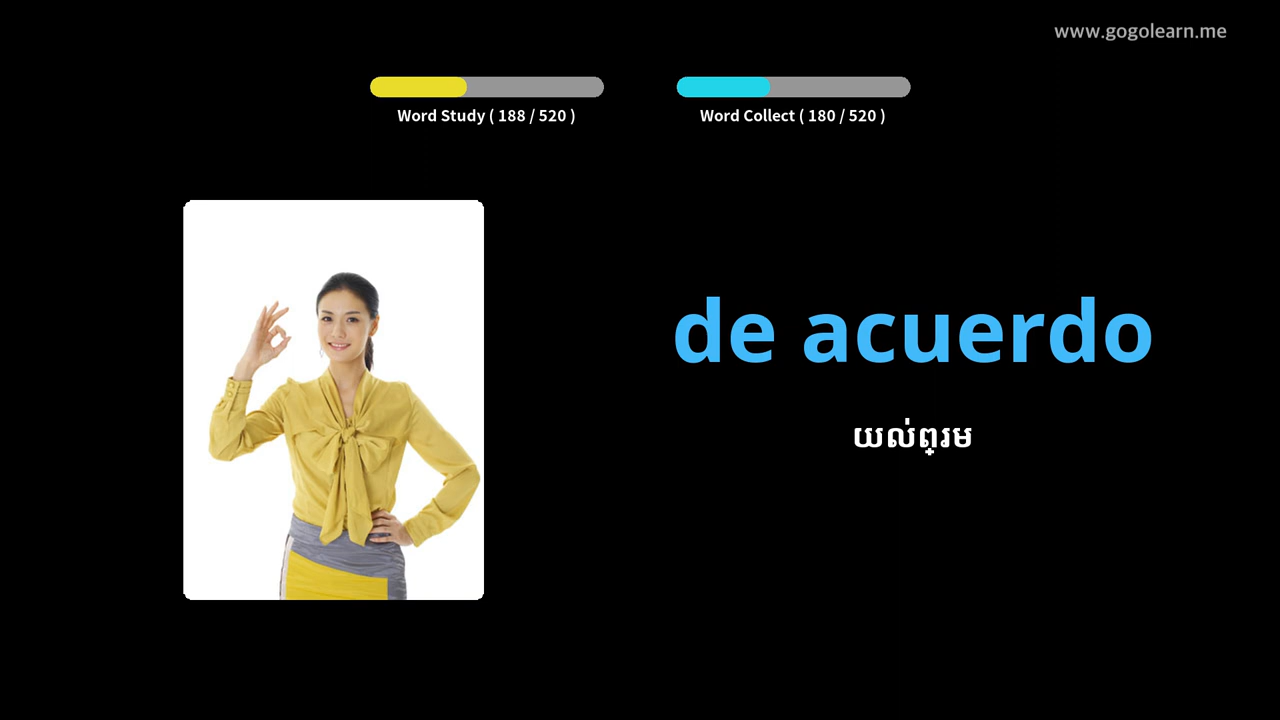 www.gogolearn.me
Word Study ( 188 / 520 )
Word Collect ( 180 / 520 )
de acuerdo
យល់ព្រម